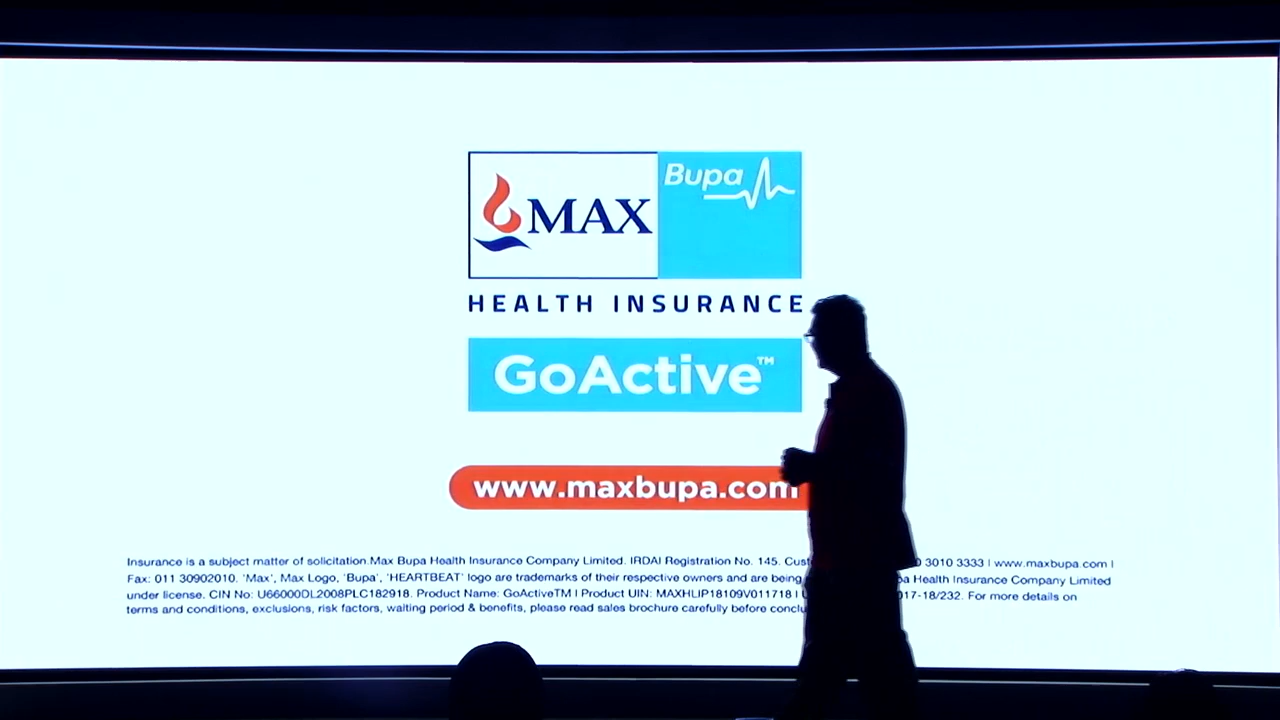 MAX
Bupa
HEALTH INSURANCE
GoActive™
www.maxbupa.com
Insurance is a subject matter of solicitation.Max Bupa Health Insurance Company Limited. IRDAI Registration No. 145. 3010 3333 I www.maxbupa.com I
Fax: 011 30902010. 'Max', Max Logo, 'Bupa', 'HEARTBEAT' logo are trademarks of their respective owners and are being Health Insurance Company Limited
under license. CIN No: U66000DL2008PLC182918. Product Name: GoActiveTM I Product UIN: MAXHLIP18109V011718 I 17-18/232. For more details on
terms and conditions, exclusions, risk factors, waiting period & benefits, please read sales brochure carefully before